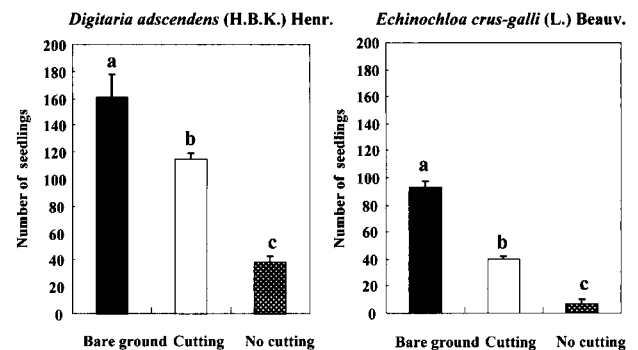 Digitaria adscendens (H.B.K.) Henr.
Number of seedlings
200
180
160
140
120
100
80
60
40
20
0
a
b
c
Bare ground Cutting No cutting
Echinochloa crus-galli (L.) Beauv.
Number of seedlings
200
180
160
140
120
100
80
60
40
20
0
a
b
c
Bare ground Cutting No cutting